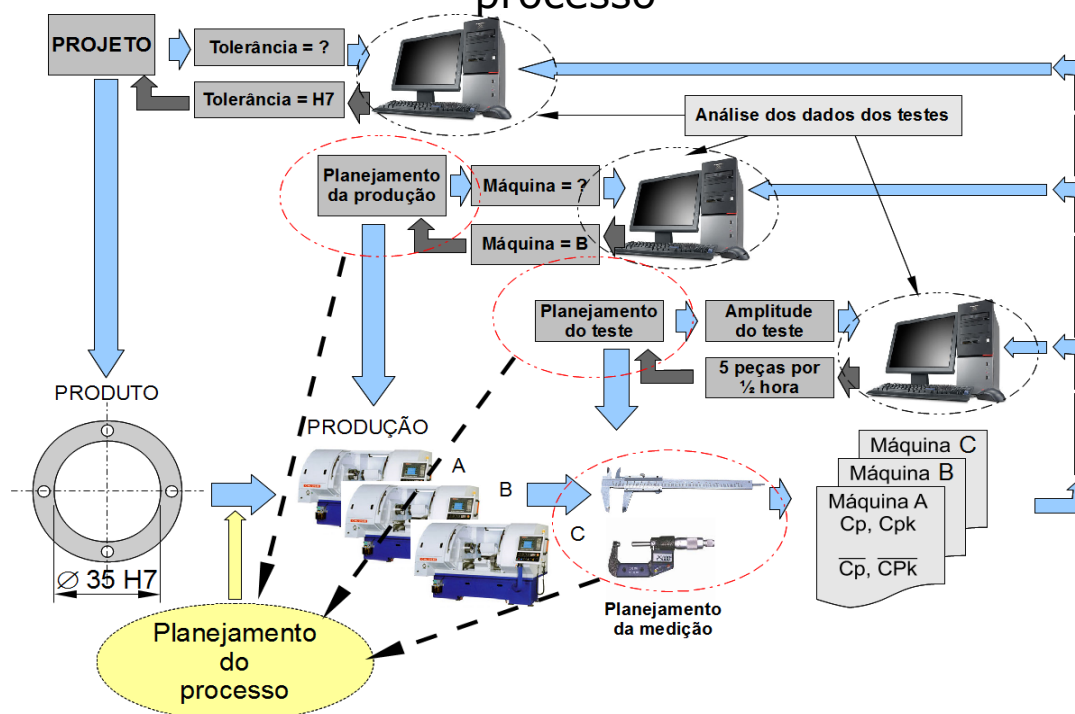 processo
PROJETO
Tolerância = ?
Tolerância = H7
Análise dos dados dos testes
Planejamento
da produção
Máquina = ?
Máquina = B
Planejamento
do teste
Amplitude
do teste
5 peças por
½ hora
PRODUTO
PRODUÇÃO
A
B
C
Máquina C
Máquina B
Máquina A
Cp, Cpk
Cp, CPk
∅ 35 H7
Planejamento
da medição
Planejamento
do
processo